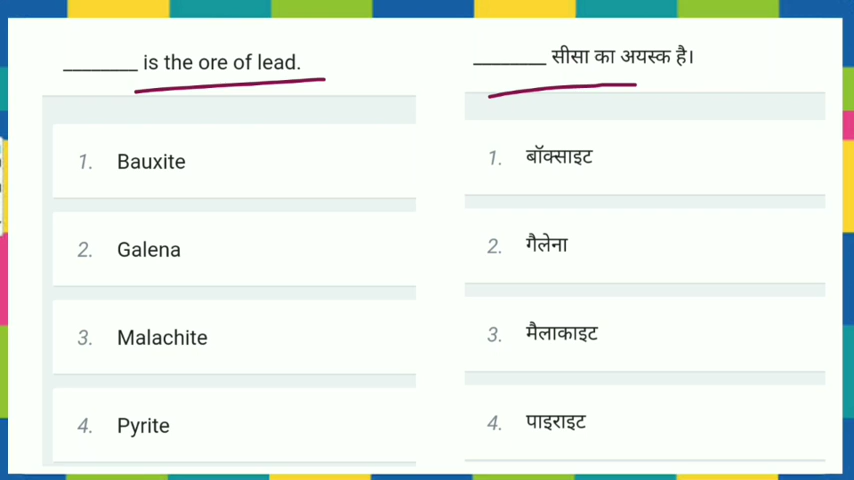 ________ is the ore of lead.
1. Bauxite
2. Galena
3. Malachite
4. Pyrite
________ सीसा का अयस्क है।
1. बॉक्साइट
2. गैलेना
3. मैलाकाइट
4. पाइराइट